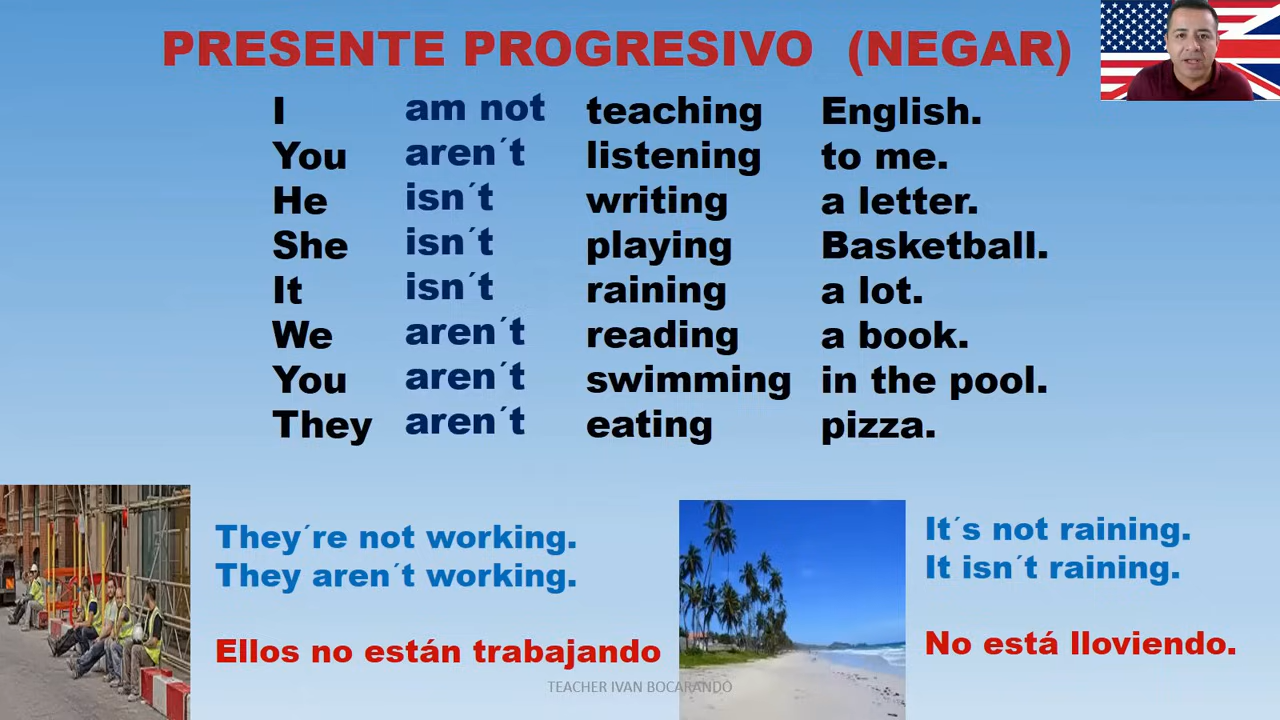 PRESENTE PROGRESIVO (NEGAR)
I am not teaching English.
You aren´t listening to me.
He isn´t writing a letter.
She isn´t playing Basketball.
It isn´t raining a lot.
We aren´t reading a book.
You aren´t swimming in the pool.
They aren´t eating pizza.
They´re not working.
They aren´t working.
Ellos no están trabajando
It´s not raining.
It isn´t raining.
No está lloviendo.
TEACHER IVAN BOCARANDO